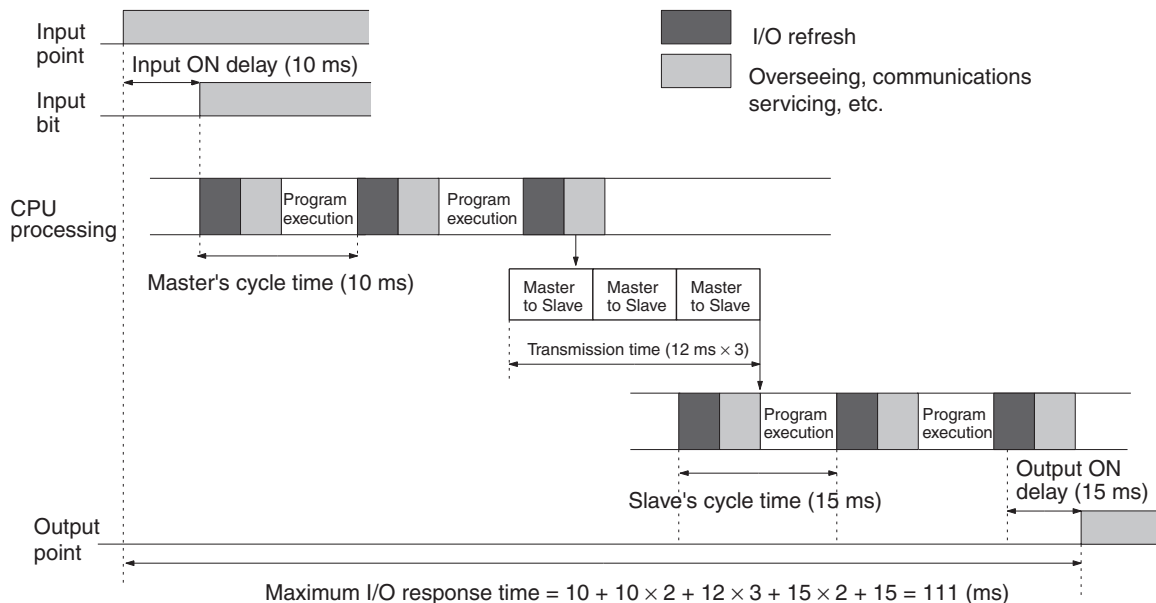 Input
point
I/O refresh
Input ON delay (10 ms)
Overseeing, communications
servicing, etc.
Input
bit
CPU
processing
Program
execution
Program
execution
Master's cycle time (10 ms)
Master
to Slave
Master
to Slave
Master
to Slave
Transmission time (12 ms × 3)
Program
execution
Program
execution
Slave's cycle time (15 ms)
Output ON
delay (15 ms)
Output
point
Maximum I/O response time = 10 + 10 × 2 + 12 × 3 + 15 × 2 + 15 = 111 (ms)